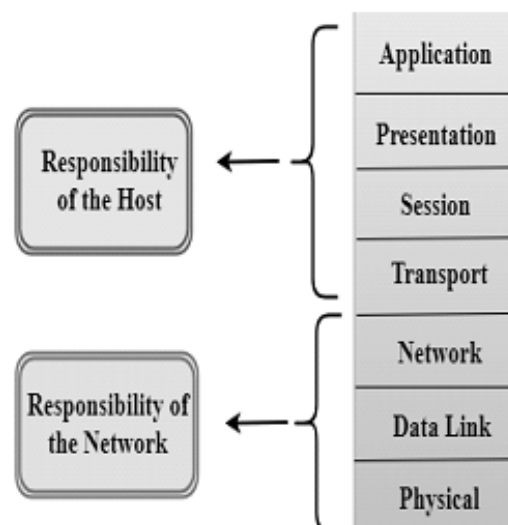 Responsibility
of the Host
Responsibility of
the Network
Application
Presentation
Session
Transport
Network
Data Link
Physical